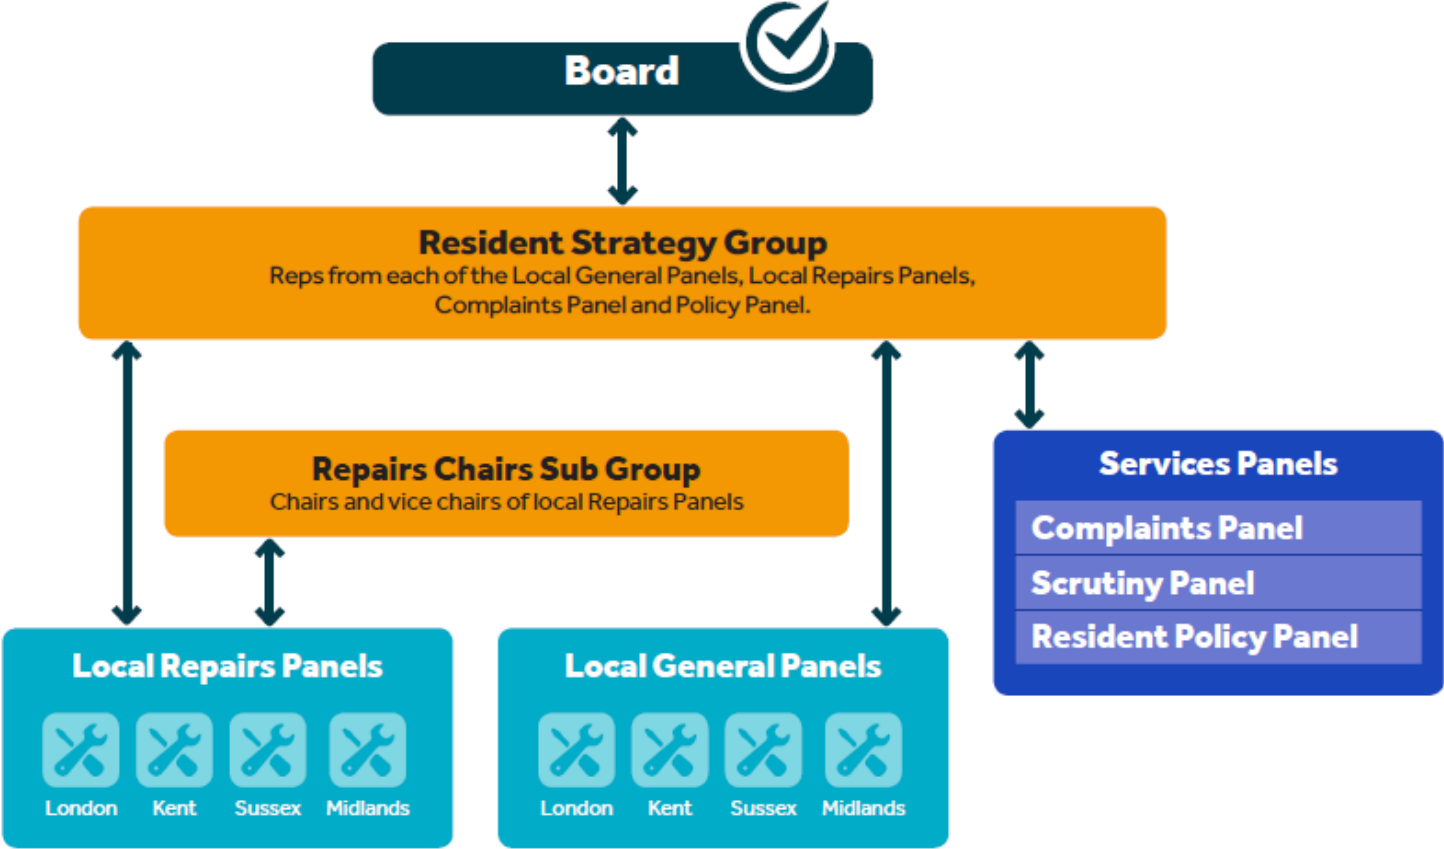 Board
Resident Strategy Group
Reps from each of the Local General Panels, Local Repairs Panels,
Complaints Panel and Policy Panel.
Repairs Chairs Sub Group
Chairs and vice chairs of local Repairs Panels
Services Panels
Complaints Panel
Scrutiny Panel
Resident Policy Panel
Local Repairs Panels
London Kent Sussex Midlands
Local General Panels
London Kent Sussex Midlands